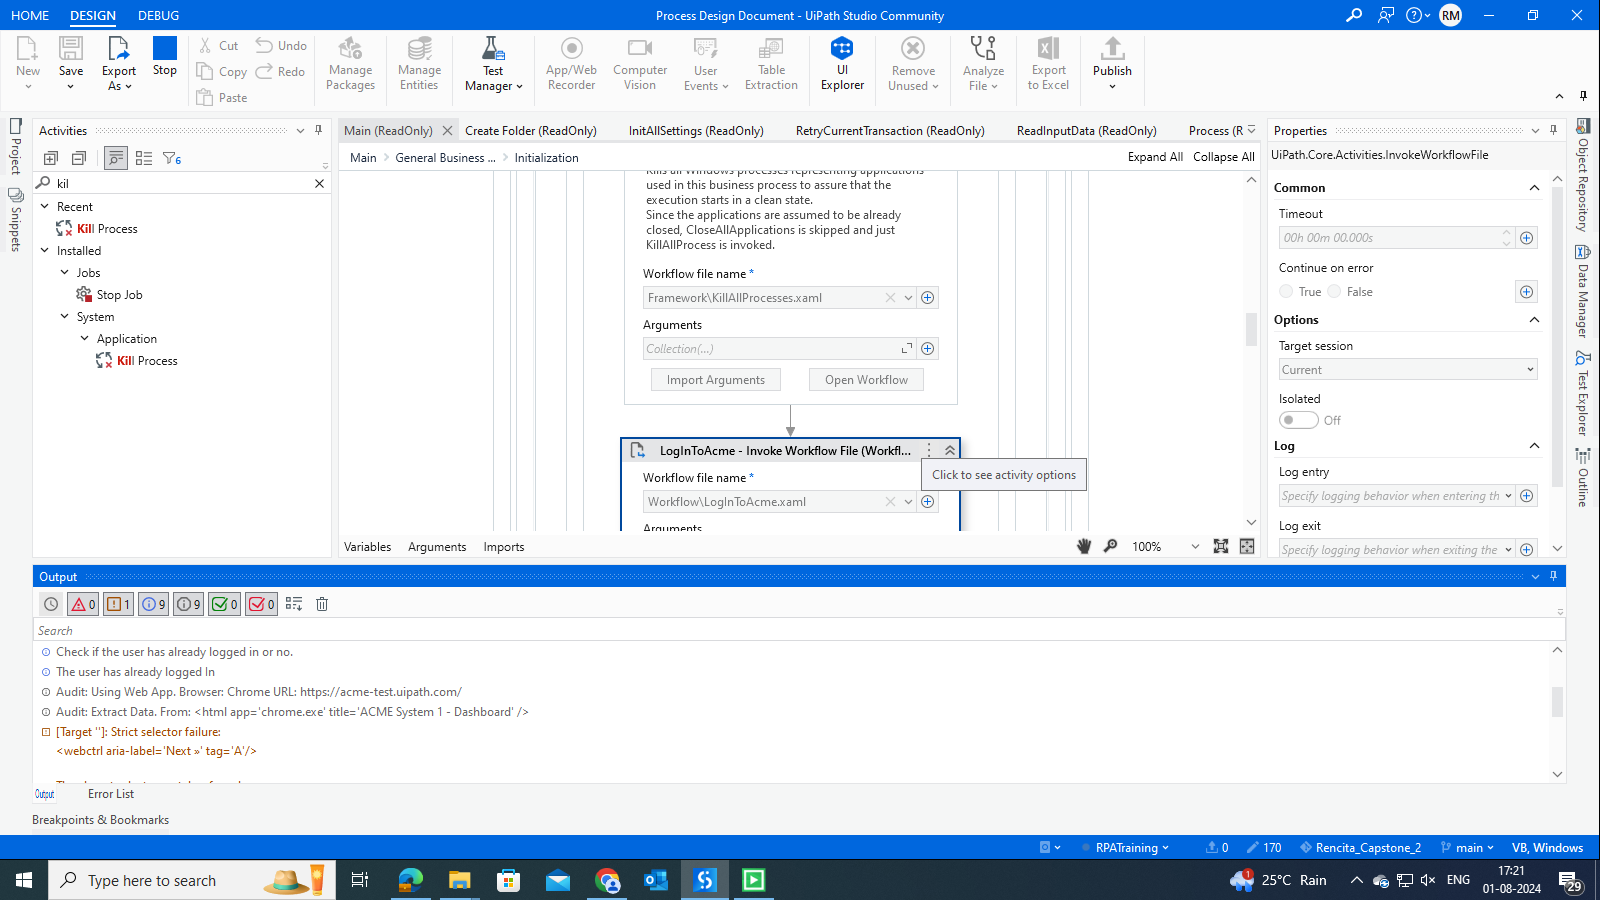 HOME DESIGN DEBUG
Process Design Document - UiPath Studio Community
RM
New
Save
Export As
Stop
Cut
Copy
Paste
Undo
Redo
Manage Packages
Manage Entities
Test Manager
App/Web Recorder
Computer Vision
User Events
Table Extraction
UI Explorer
Remove Unused
Analyze File
Export to Excel
Publish
Project
Snippets
Activities
6
kil
Recent
Kill Process
Installed
Jobs
Stop Job
System
Application
Kill Process
Main (ReadOnly) Create Folder (ReadOnly) InitAllSettings (ReadOnly) RetryCurrentTransaction (ReadOnly) ReadInputData (ReadOnly) Process (R
Main General Business ... Initialization
Expand All Collapse All
Kills all Windows processes representing applications
used in this business process to assure that the
execution starts in a clean state.
Since the applications are assumed to be already
closed, CloseAllApplications is skipped and just
KillAllProcess is invoked.
Workflow file name *
Framework\KillAllProcesses.xaml
Arguments
Collection(...)
Import Arguments Open Workflow
LogInToAcme - Invoke Workflow File (Workfl...
Click to see activity options
Workflow file name *
Workflow\LogInToAcme.xaml
Arguments
Variables Arguments Imports
100%
Properties
UiPath.Core.Activities.InvokeWorkflowFile
Common
Timeout
00h 00m 00.000s
Continue on error
True False
Options
Target session
Current
Isolated
Off
Log
Log entry
Specify logging behavior when entering th
Log exit
Specify logging behavior when exiting the
Object Repository
Data Manager
Test Explorer
Outline
Output
0 1 9 9 0 0
Search
Check if the user has already logged in or no.
The user has already logged In
Audit: Using Web App. Browser: Chrome URL: https://acme-test.uipath.com/
Audit: Extract Data. From: <html app='chrome.exe' title='ACME System 1 - Dashboard' />
[Target '']: Strict selector failure:
<webctrl aria-label='Next »' tag='A'/>
Output Error List
Breakpoints & Bookmarks
RPATraining 0 170 Rencita_Capstone_2 main VB, Windows
Type here to search
1
25°C Rain
ENG
17:21
01-08-2024
29